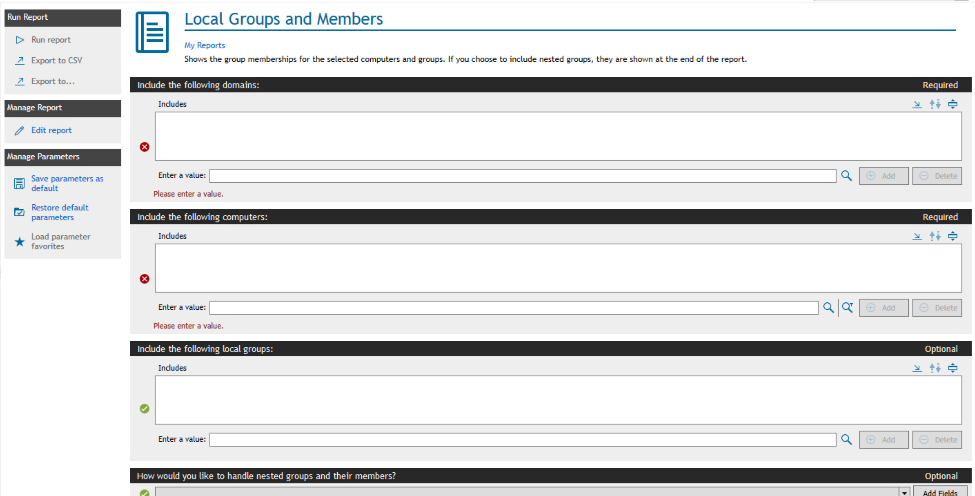 Run Report
Run report
Export to CSV
Export to...
Manage Report
Edit report
Manage Parameters
Save parameters as
default
Restore default
parameters
Load parameter
favorites
Local Groups and Members
My Reports
Shows the group memberships for the selected computers and groups. If you choose to include nested groups, they are shown at the end of the report.
Include the following domains: Required
Includes
Enter a value: Add Delete
Please enter a value.
Include the following computers: Required
Includes
Enter a value: Add Delete
Please enter a value.
Include the following local groups: Optional
Includes
Enter a value: Add Delete
How would you like to handle nested groups and their members? Optional
Add Fields